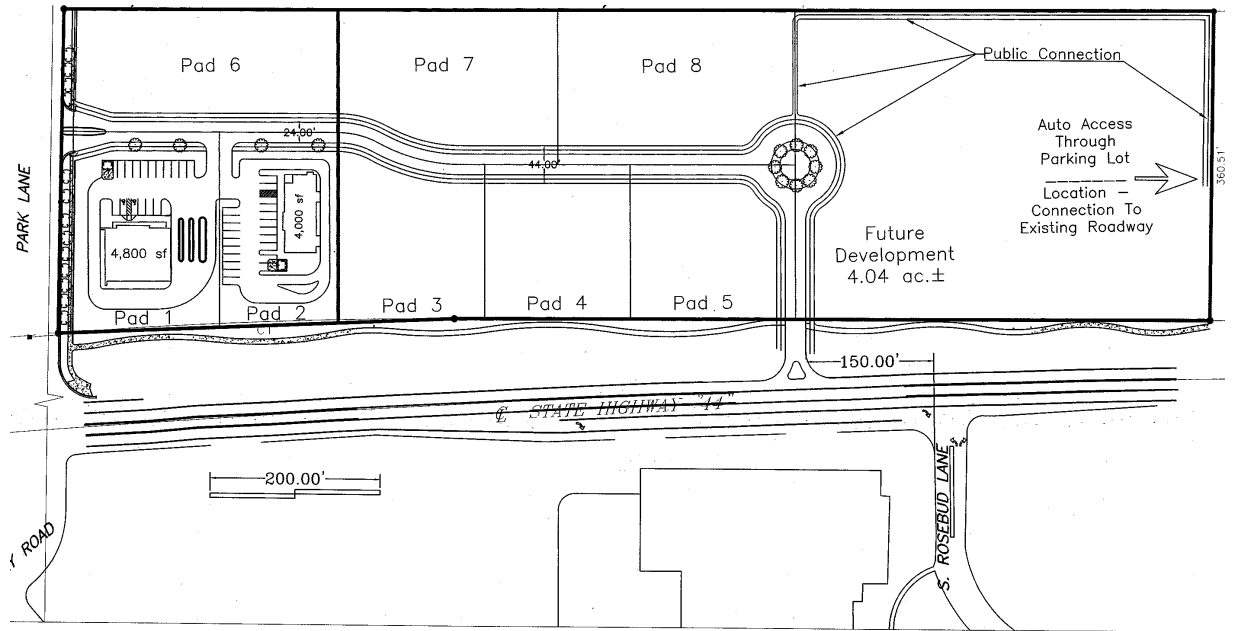 Pad 6
Pad 7
Pad 8
Public Connection
24.00'
44.00'
Auto Access
Through
Parking Lot
Location –
Connection To
Existing Roadway
360.51'
PARK LANE
4,800 sf
4,000 sf
Future
Development
4.04 ac.±
Pad 1
Pad 2
Pad 3
Pad 4
Pad 5
C1
150.00'
℄ STATE HIGHWAY "44"
200.00'
S. ROSEBUD LANE
Y ROAD